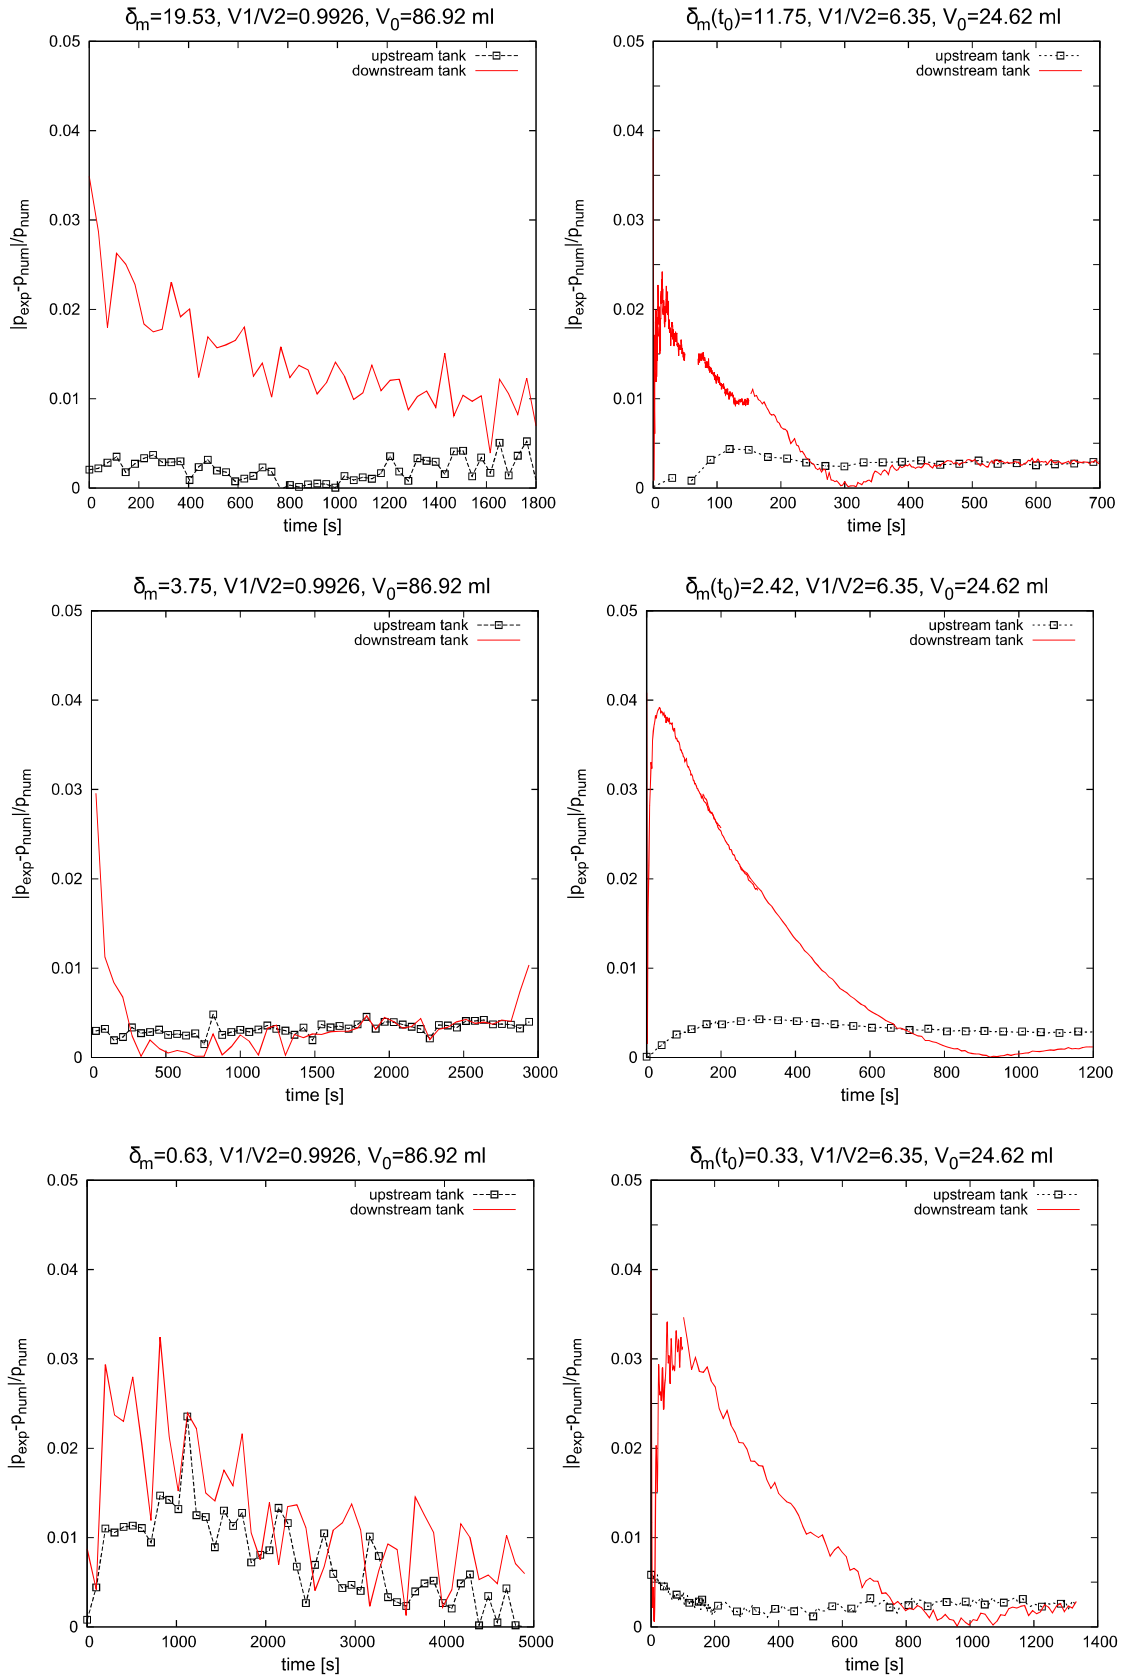 δm=19.53, V1/V2=0.9926, V0=86.92 ml
0.05
0.04
0.03
0.02
0.01
0
|pexp-pnum|/pnum
upstream tank
downstream tank
0 200 400 600 800 1000 1200 1400 1600 1800
time [s]
δm(t0)=11.75, V1/V2=6.35, V0=24.62 ml
0.05
0.04
0.03
0.02
0.01
0
|pexp-pnum|/pnum
upstream tank
downstream tank
0 100 200 300 400 500 600 700
time [s]
δm=3.75, V1/V2=0.9926, V0=86.92 ml
0.05
0.04
0.03
0.02
0.01
0
|pexp-pnum|/pnum
upstream tank
downstream tank
0 500 1000 1500 2000 2500 3000
time [s]
δm(t0)=2.42, V1/V2=6.35, V0=24.62 ml
0.05
0.04
0.03
0.02
0.01
0
|pexp-pnum|/pnum
upstream tank
downstream tank
0 200 400 600 800 1000 1200
time [s]
δm=0.63, V1/V2=0.9926, V0=86.92 ml
0.05
0.04
0.03
0.02
0.01
0
|pexp-pnum|/pnum
upstream tank
downstream tank
0 1000 2000 3000 4000 5000
time [s]
δm(t0)=0.33, V1/V2=6.35, V0=24.62 ml
0.05
0.04
0.03
0.02
0.01
0
|pexp-pnum|/pnum
upstream tank
downstream tank
0 200 400 600 800 1000 1200 1400
time [s]